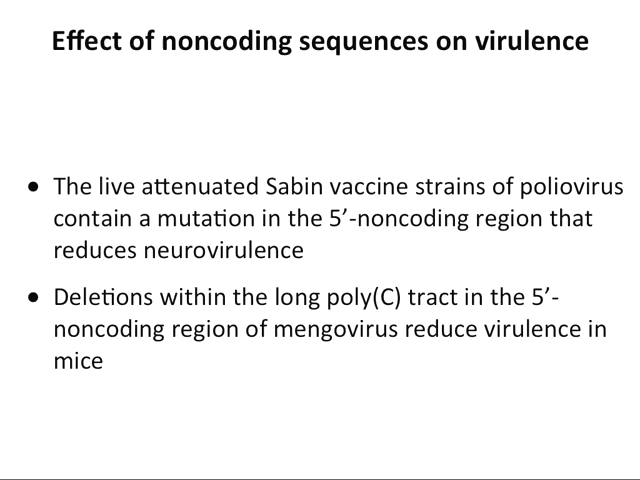 Effect of noncoding sequences on virulence
• The live attenuated Sabin vaccine strains of poliovirus
contain a mutation in the 5’-noncoding region that
reduces neurovirulence
• Deletions within the long poly(C) tract in the 5’-
noncoding region of mengovirus reduce virulence in
mice